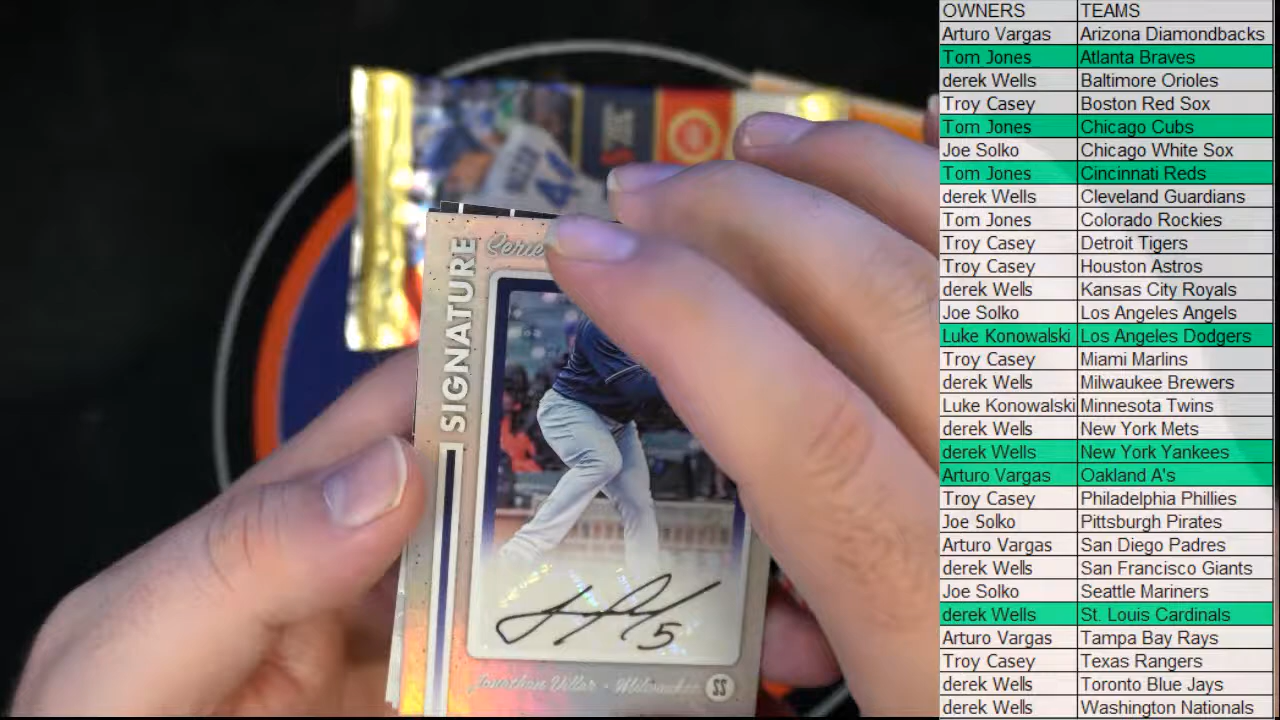 OWNERS TEAMS
Arturo Vargas Arizona Diamondbacks
Tom Jones Atlanta Braves
derek Wells Baltimore Orioles
Troy Casey Boston Red Sox
Tom Jones Chicago Cubs
Joe Solko Chicago White Sox
Tom Jones Cincinnati Reds
derek Wells Cleveland Guardians
Tom Jones Colorado Rockies
Troy Casey Detroit Tigers
Troy Casey Houston Astros
derek Wells Kansas City Royals
Joe Solko Los Angeles Angels
Luke Konowalski Los Angeles Dodgers
Troy Casey Miami Marlins
derek Wells Milwaukee Brewers
Luke Konowalski Minnesota Twins
derek Wells New York Mets
derek Wells New York Yankees
Arturo Vargas Oakland A's
Troy Casey Philadelphia Phillies
Joe Solko Pittsburgh Pirates
Arturo Vargas San Diego Padres
derek Wells San Francisco Giants
Joe Solko Seattle Mariners
derek Wells St. Louis Cardinals
Arturo Vargas Tampa Bay Rays
Troy Casey Texas Rangers
derek Wells Toronto Blue Jays
derek Wells Washington Nationals
SIGNATURE
5
Jonathan Villar • Milwaukee SS